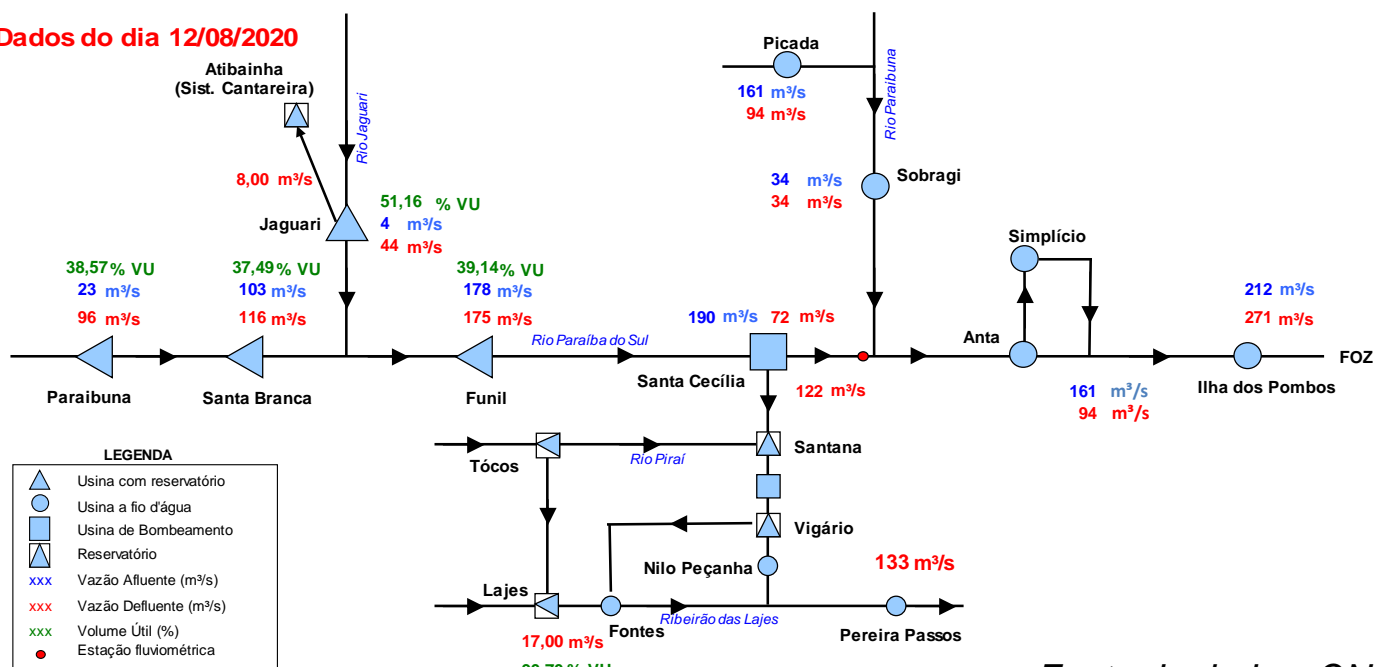 Dados do dia 12/08/2020
Atibainha
(Sist. Cantareira)
Rio Jaguari
8,00 m³/s
Jaguari
51,16 % VU
4 m³/s
44 m³/s
Picada
161 m³/s
94 m³/s
Rio Paraibuna
34 m³/s
34 m³/s
Sobragi
38,57% VU
23 m³/s
96 m³/s
Paraibuna
37,49% VU
103 m³/s
116 m³/s
Santa Branca
39,14% VU
178 m³/s
175 m³/s
Funil
Rio Paraíba do Sul
190 m³/s 72 m³/s
Santa Cecília
122 m³/s
Simplício
Anta
161 m³/s
94 m³/s
212 m³/s
271 m³/s
Ilha dos Pombos
FOZ
Tócos
Rio Piraí
Santana
Vigário
Nilo Peçanha
133 m³/s
Lajes
Fontes
Ribeirão das Lajes
Pereira Passos
17,00 m³/s
LEGENDA
Usina com reservatório
Usina a fio d'água
Usina de Bombeamento
Reservatório
xxx Vazão Afluente (m³/s)
xxx Vazão Defluente (m³/s)
xxx Volume Útil (%)
Estação fluviométrica